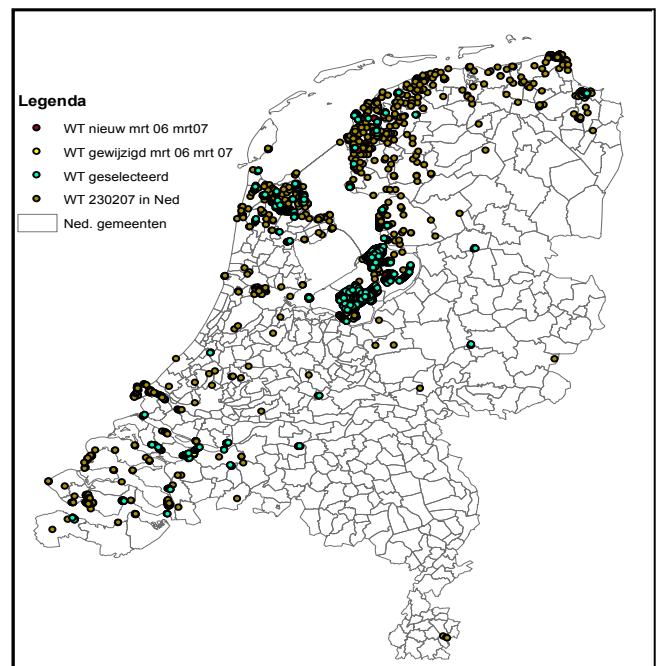 Legenda
WT nieuw mrt 06 mrt07
WT gewijzigd mrt 06 mrt 07
WT geselecteerd
WT 230207 in Ned
Ned. gemeenten